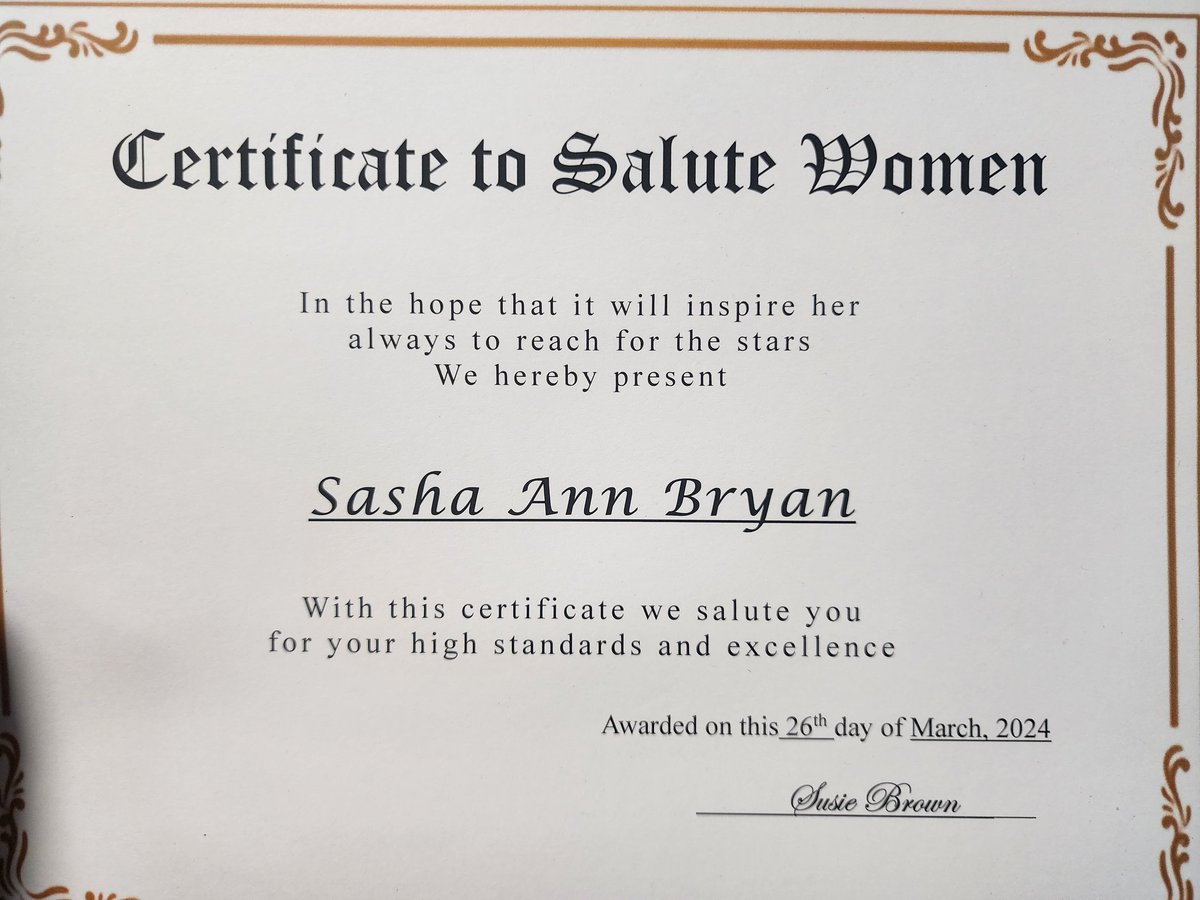 Certificate to Salute Women
In the hope that it will inspire her
always to reach for the stars
We hereby present
Sasha Ann Bryan
With this certificate we salute you
for your high standards and excellence
Awarded on this 26th day of March, 2024
Susie Brown